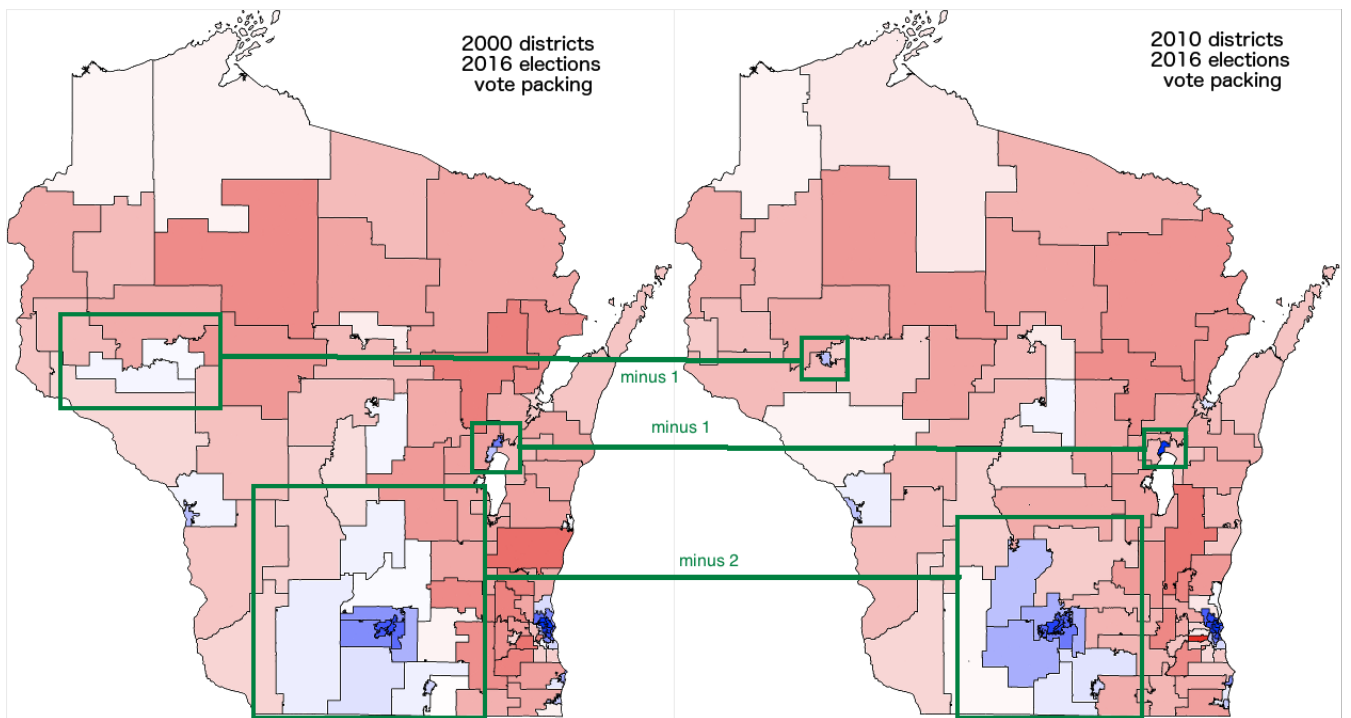 2000 districts
2016 elections
vote packing
2010 districts
2016 elections
vote packing
minus 1
minus 1
minus 2